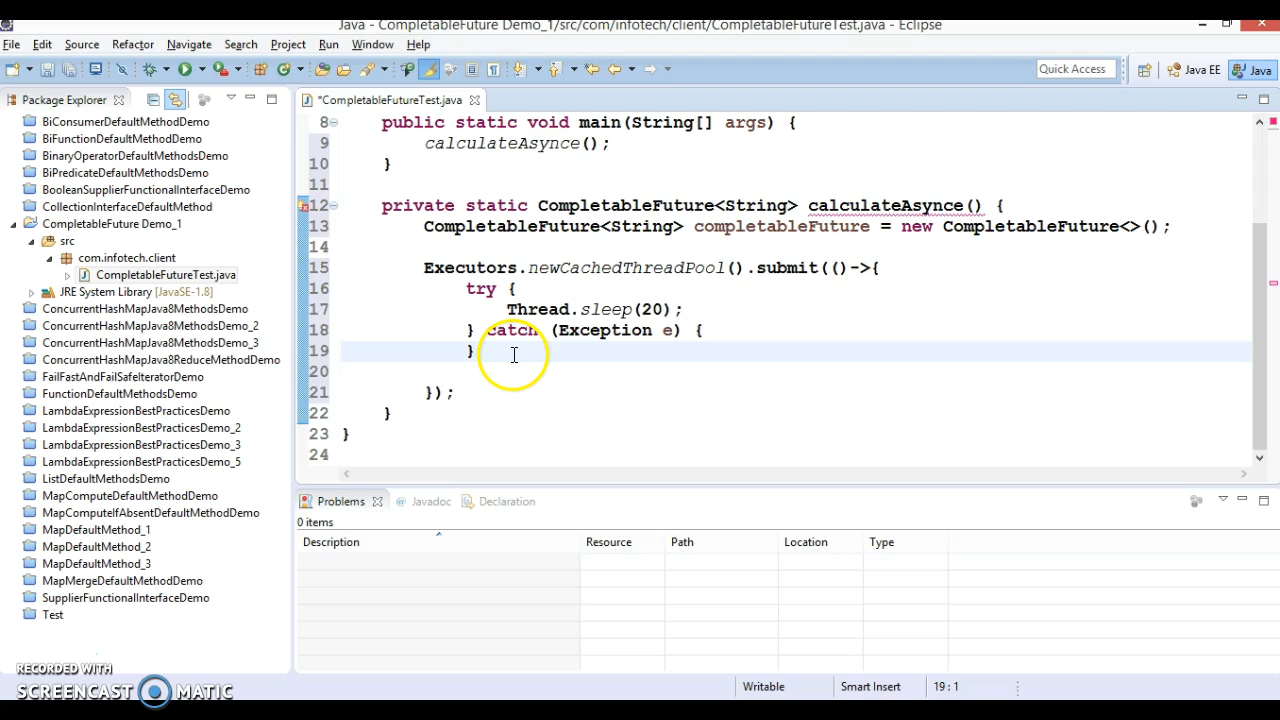 Java - CompletableFuture Demo_1/src/com/infotech/client/CompletableFutureTest.java - Eclipse
File Edit Source Refactor Navigate Search Project Run Window Help
Quick Access Java EE Java
Package Explorer
*CompletableFutureTest.java
BiConsumerDefaultMethodDemo
BiFunctionDefaultMethodDemo
BinaryOperatorDefaultMethodsDemo
BiPredicateDefaultMethodsDemo
BooleanSupplierFunctionalInterfaceDemo
CollectionInterfaceDefaultMethod
CompletableFuture Demo_1
src
com.infotech.client
CompletableFutureTest.java
JRE System Library [JavaSE-1.8]
ConcurrentHashMapJava8MethodsDemo
ConcurrentHashMapJava8MethodsDemo_2
ConcurrentHashMapJava8MethodsDemo_3
ConcurrentHashMapJava8ReduceMethodDemo
FailFastAndFailSafeIteratorDemo
FunctionDefaultMethodsDemo
LambdaExpressionBestPracticesDemo
LambdaExpressionBestPracticesDemo_2
LambdaExpressionBestPracticesDemo_3
LambdaExpressionBestPracticesDemo_5
ListDefaultMethodsDemo
MapComputeDefaultMethodDemo
MapComputeIfAbsentDefaultMethodDemo
MapDefaultMethod_1
MapDefaultMethod_2
MapDefaultMethod_3
MapMergeDefaultMethodDemo
SupplierFunctionalInterfaceDemo
Test
8 public static void main(String[] args) {
9 calculateAsynce();
10 }
11
12 private static CompletableFuture<String> calculateAsynce() {
13 CompletableFuture<String> completableFuture = new CompletableFuture<>();
14
15 Executors.newCachedThreadPool().submit(()->{
16 try {
17 Thread.sleep(20);
18 } catch (Exception e) {
19 }
20
21 });
22 }
23 }
24
Problems Javadoc Declaration
0 items
Description Resource Path Location Type
Writable Smart Insert 19 : 1
RECORDED WITH
SCREENCAST MATIC